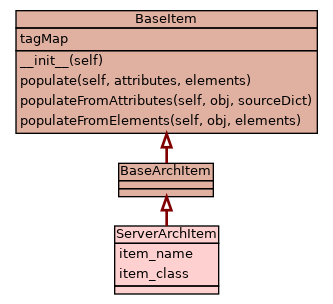 BaseItem
tagMap
__init__(self)
populate(self, attributes, elements)
populateFromAttributes(self, obj, sourceDict)
populateFromElements(self, obj, elements)
BaseArchItem
ServerArchItem
item_name
item_class